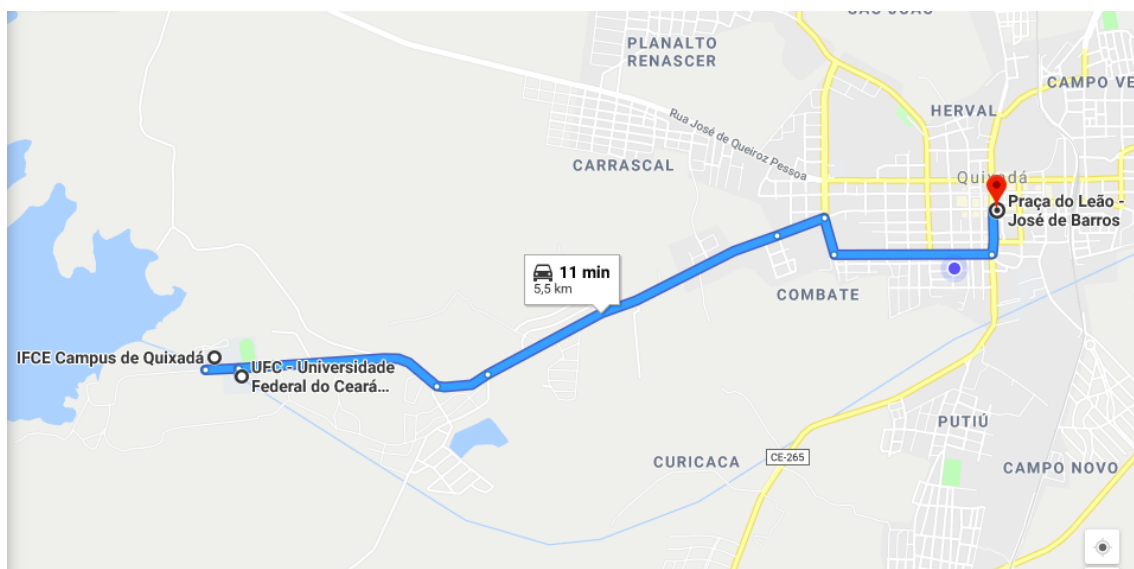 SÃO JOÃO
PLANALTO
RENASCER
CAMPO VE
HERVAL
Rua José de Queiroz Pessoa
CARRASCAL
Quixadá
Praça do Leão -
José de Barros
11 min
5,5 km
COMBATE
IFCE Campus de Quixadá
UFC - Universidade
Federal do Ceará...
PUTIÚ
CURICACA
CE-265
CAMPO NOVO